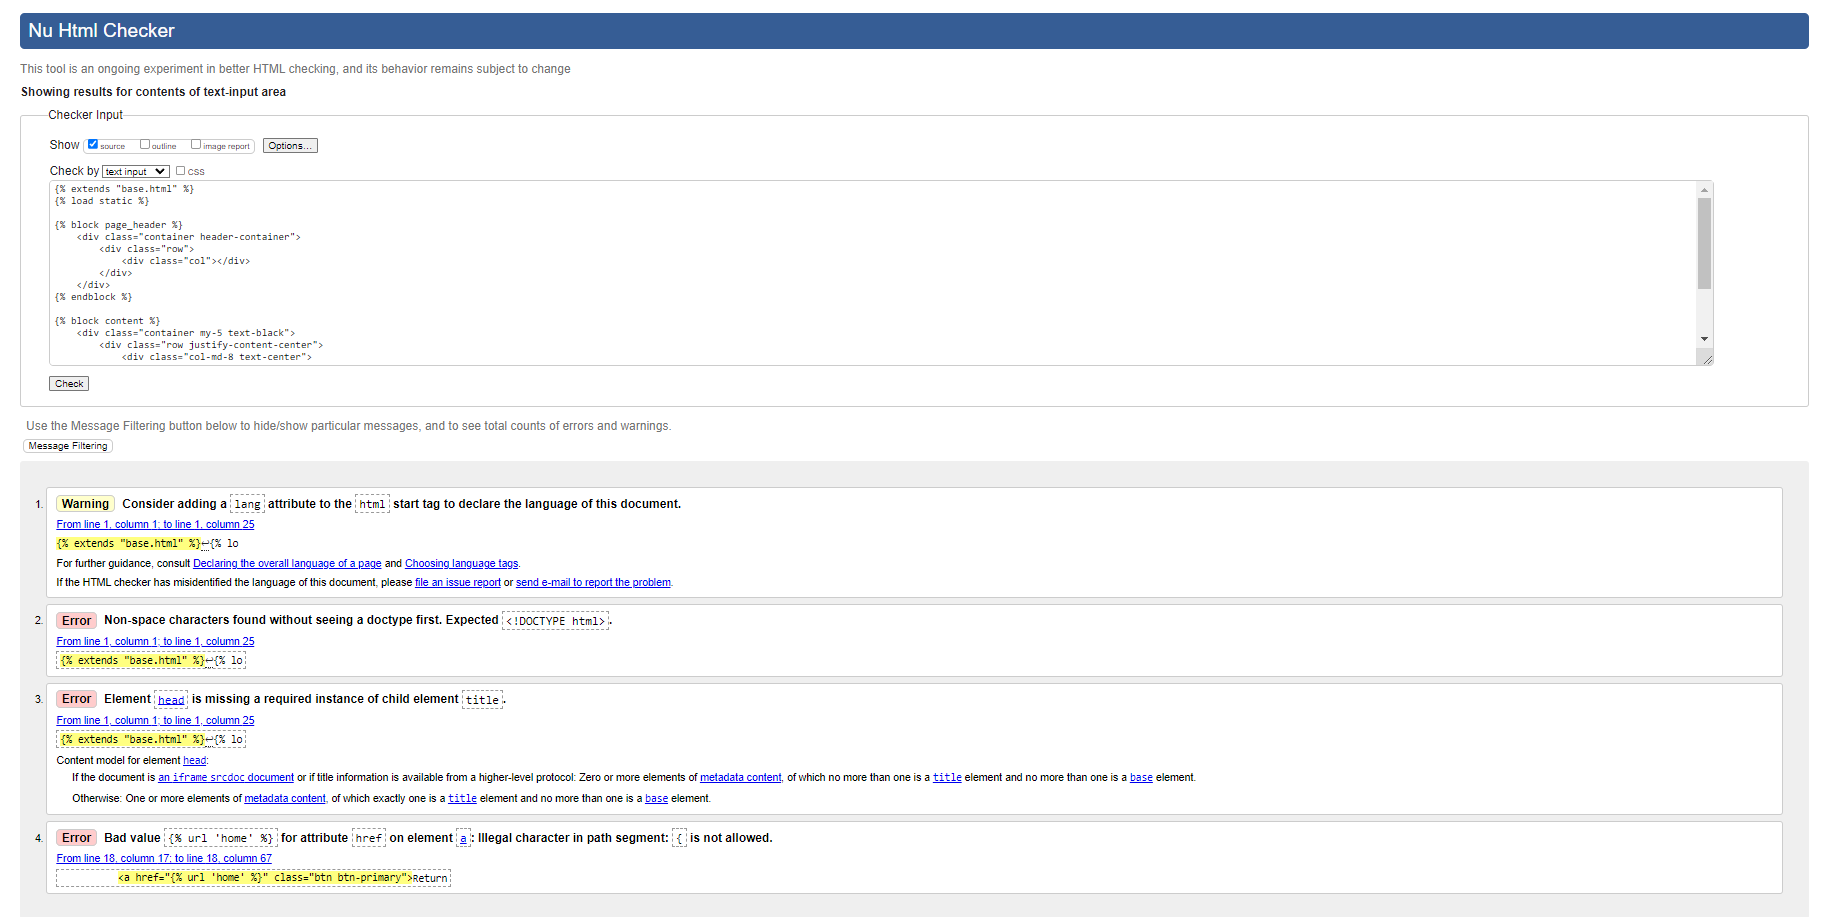 Nu Html Checker
This tool is an ongoing experiment in better HTML checking, and its behavior remains subject to change
Showing results for contents of text-input area
Checker Input
Show source outline image report Options...
Check by text input css
{% extends "base.html" %}
{% load static %}
{% block page_header %}
<div class="container header-container">
<div class="row">
<div class="col"></div>
</div>
</div>
{% endblock %}
{% block content %}
<div class="container my-5 text-black">
<div class="row justify-content-center">
<div class="col-md-8 text-center">
Check
Use the Message Filtering button below to hide/show particular messages, and to see total counts of errors and warnings.
Message Filtering
1. Warning Consider adding a lang attribute to the html start tag to declare the language of this document.
From line 1, column 1; to line 1, column 25
{% extends "base.html" %}↩{% lo
For further guidance, consult Declaring the overall language of a page and Choosing language tags.
If the HTML checker has misidentified the language of this document, please file an issue report or send e-mail to report the problem.
2. Error Non-space characters found without seeing a doctype first. Expected <!DOCTYPE html>.
From line 1, column 1; to line 1, column 25
{% extends "base.html" %}↩{% lo
3. Error Element head is missing a required instance of child element title.
From line 1, column 1; to line 1, column 25
{% extends "base.html" %}↩{% lo
Content model for element head:
If the document is an iframe srcdoc document or if title information is available from a higher-level protocol: Zero or more elements of metadata content, of which no more than one is a title element and no more than one is a base element.
Otherwise: One or more elements of metadata content, of which exactly one is a title element and no more than one is a base element.
4. Error Bad value {% url 'home' %} for attribute href on element a: Illegal character in path segment: { is not allowed.
From line 18, column 17; to line 18, column 67
<a href="{% url 'home' %}" class="btn btn-primary">Return